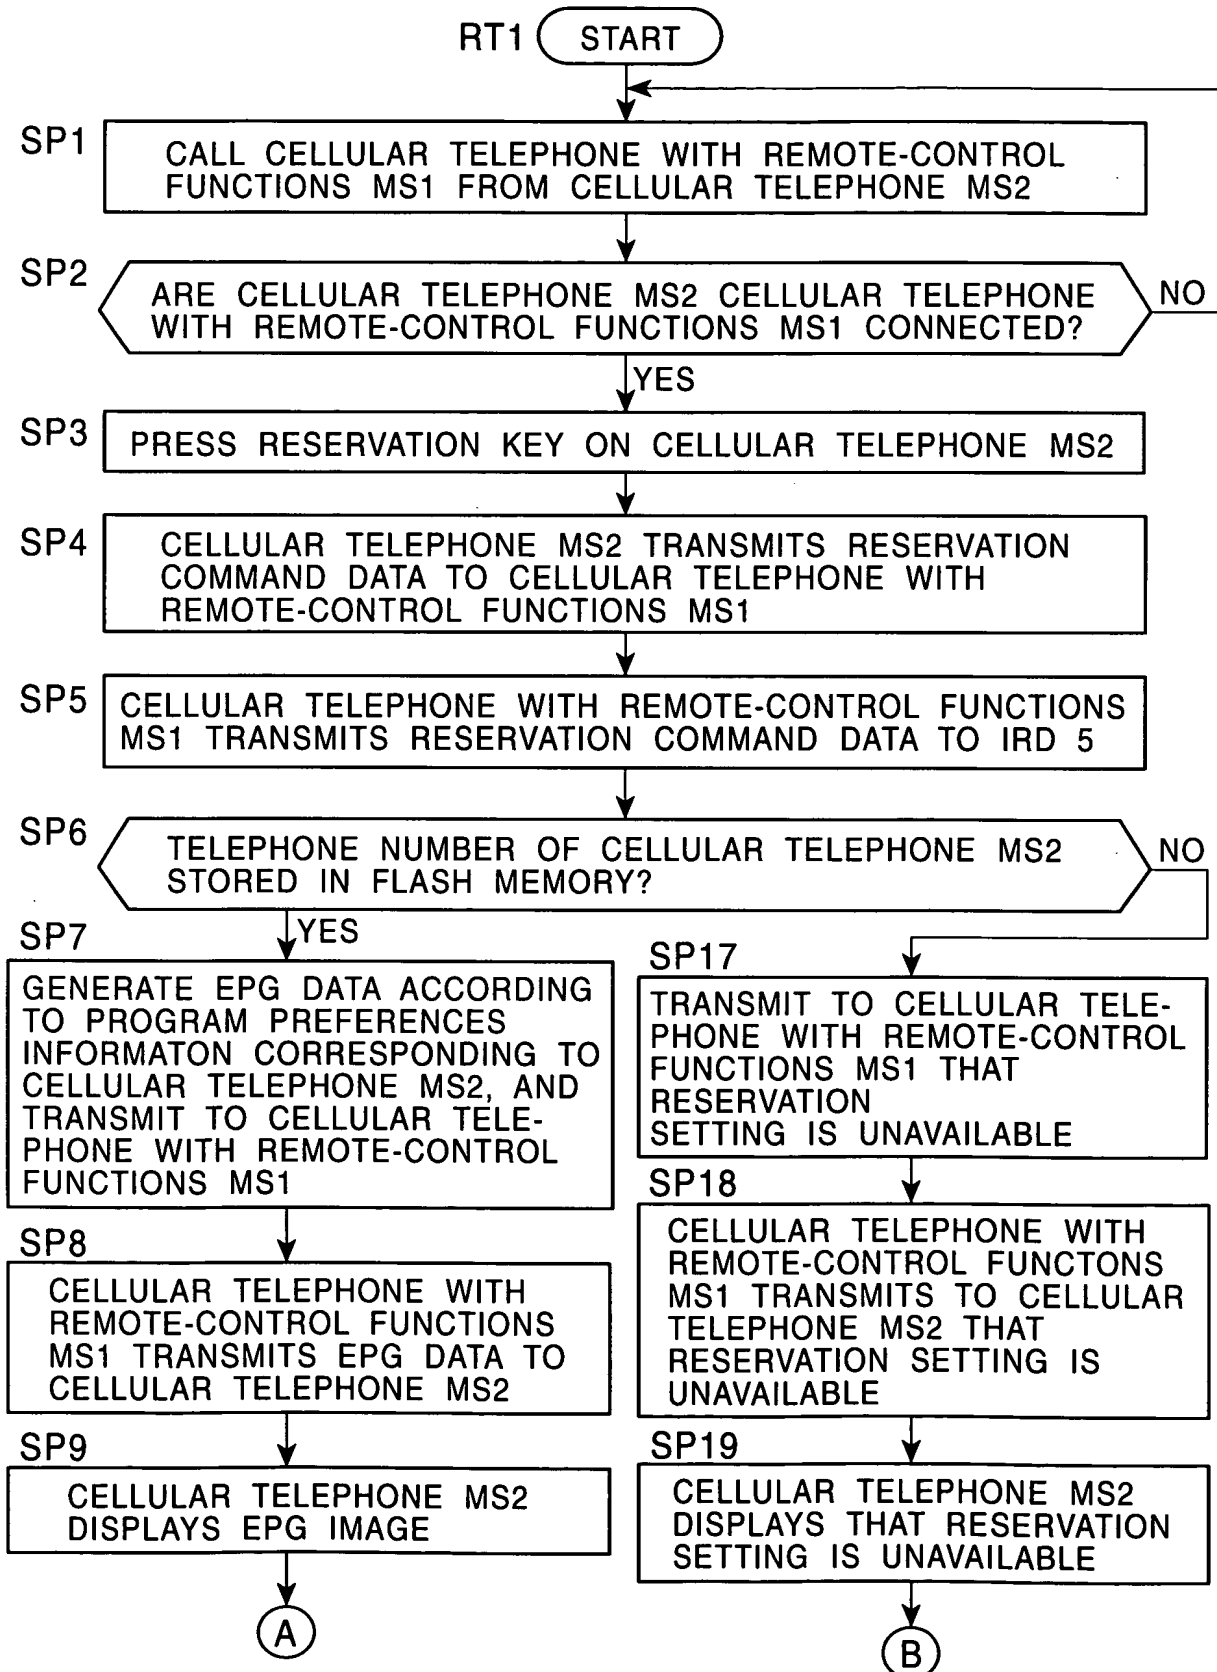 RT1 START
SP1
CALL CELLULAR TELEPHONE WITH REMOTE-CONTROL
FUNCTIONS MS1 FROM CELLULAR TELEPHONE MS2
SP2
ARE CELLULAR TELEPHONE MS2 CELLULAR TELEPHONE
WITH REMOTE-CONTROL FUNCTIONS MS1 CONNECTED?
NO
YES
SP3
PRESS RESERVATION KEY ON CELLULAR TELEPHONE MS2
SP4
CELLULAR TELEPHONE MS2 TRANSMITS RESERVATION
COMMAND DATA TO CELLULAR TELEPHONE WITH
REMOTE-CONTROL FUNCTIONS MS1
SP5
CELLULAR TELEPHONE WITH REMOTE-CONTROL FUNCTIONS
MS1 TRANSMITS RESERVATION COMMAND DATA TO IRD 5
SP6
TELEPHONE NUMBER OF CELLULAR TELEPHONE MS2
STORED IN FLASH MEMORY?
NO
YES
SP7
GENERATE EPG DATA ACCORDING
TO PROGRAM PREFERENCES
INFORMATON CORRESPONDING TO
CELLULAR TELEPHONE MS2, AND
TRANSMIT TO CELLULAR TELE-
PHONE WITH REMOTE-CONTROL
FUNCTIONS MS1
SP8
CELLULAR TELEPHONE WITH
REMOTE-CONTROL FUNCTIONS
MS1 TRANSMITS EPG DATA TO
CELLULAR TELEPHONE MS2
SP9
CELLULAR TELEPHONE MS2
DISPLAYS EPG IMAGE
A
SP17
TRANSMIT TO CELLULAR TELE-
PHONE WITH REMOTE-CONTROL
FUNCTIONS MS1 THAT
RESERVATION
SETTING IS UNAVAILABLE
SP18
CELLULAR TELEPHONE WITH
REMOTE-CONTROL FUNCTONS
MS1 TRANSMITS TO CELLULAR
TELEPHONE MS2 THAT
RESERVATION SETTING IS
UNAVAILABLE
SP19
CELLULAR TELEPHONE MS2
DISPLAYS THAT RESERVATION
SETTING IS UNAVAILABLE
B